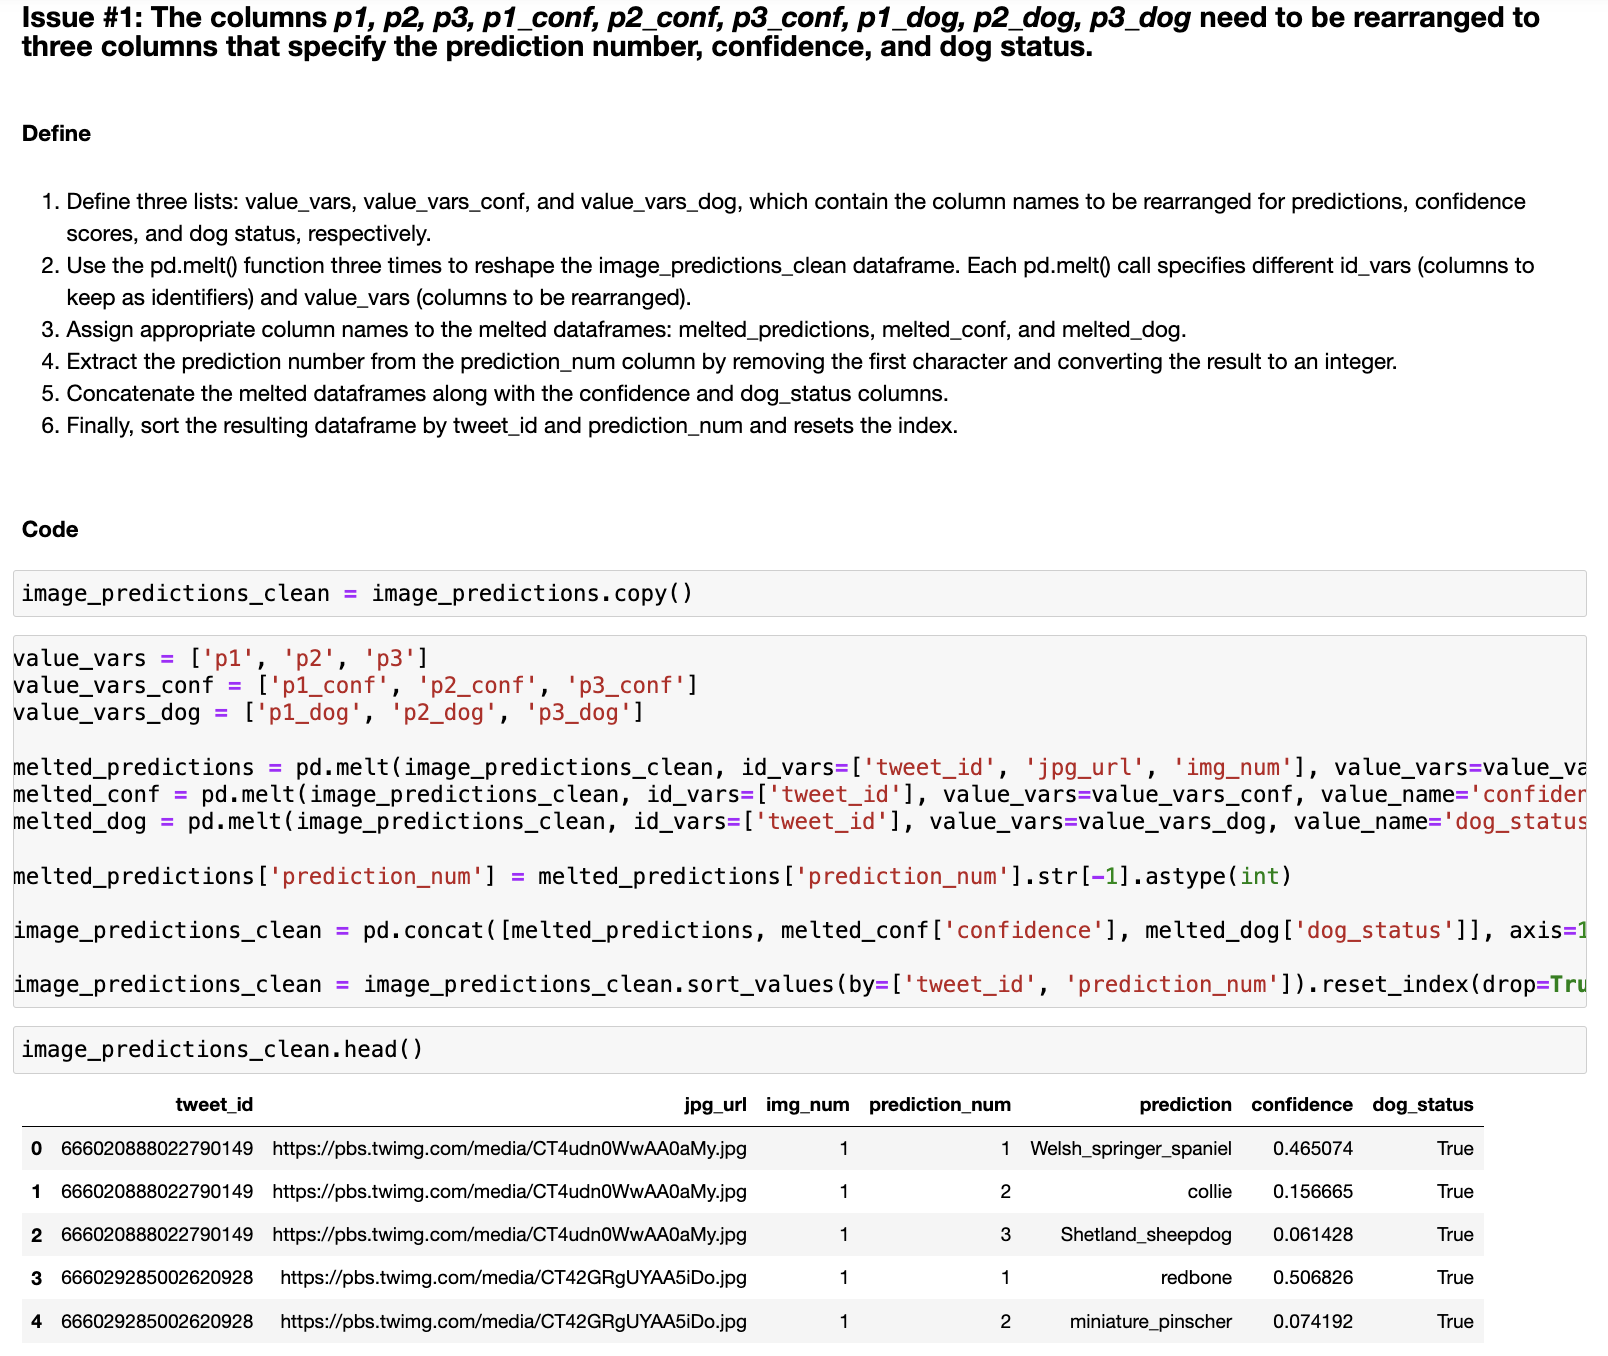 Issue #1: The columns p1, p2, p3, p1_conf, p2_conf, p3_conf, p1_dog, p2_dog, p3_dog need to be rearranged to
three columns that specify the prediction number, confidence, and dog status.
Define
1. Define three lists: value_vars, value_vars_conf, and value_vars_dog, which contain the column names to be rearranged for predictions, confidence
scores, and dog status, respectively.
2. Use the pd.melt() function three times to reshape the image_predictions_clean dataframe. Each pd.melt() call specifies different id_vars (columns to
keep as identifiers) and value_vars (columns to be rearranged).
3. Assign appropriate column names to the melted dataframes: melted_predictions, melted_conf, and melted_dog.
4. Extract the prediction number from the prediction_num column by removing the first character and converting the result to an integer.
5. Concatenate the melted dataframes along with the confidence and dog_status columns.
6. Finally, sort the resulting dataframe by tweet_id and prediction_num and resets the index.
Code
image_predictions_clean = image_predictions.copy()
value_vars = ['p1', 'p2', 'p3']
value_vars_conf = ['p1_conf', 'p2_conf', 'p3_conf']
value_vars_dog = ['p1_dog', 'p2_dog', 'p3_dog']
melted_predictions = pd.melt(image_predictions_clean, id_vars=['tweet_id', 'jpg_url', 'img_num'], value_vars=value_va
melted_conf = pd.melt(image_predictions_clean, id_vars=['tweet_id'], value_vars=value_vars_conf, value_name='confiden
melted_dog = pd.melt(image_predictions_clean, id_vars=['tweet_id'], value_vars=value_vars_dog, value_name='dog_status
melted_predictions['prediction_num'] = melted_predictions['prediction_num'].str[-1].astype(int)
image_predictions_clean = pd.concat([melted_predictions, melted_conf['confidence'], melted_dog['dog_status']], axis=1
image_predictions_clean = image_predictions_clean.sort_values(by=['tweet_id', 'prediction_num']).reset_index(drop=Tru
image_predictions_clean.head()
tweet_id jpg_url img_num prediction_num prediction confidence dog_status
0 666020888022790149 https://pbs.twimg.com/media/CT4udn0WwAA0aMy.jpg 1 1 Welsh_springer_spaniel 0.465074 True
1 666020888022790149 https://pbs.twimg.com/media/CT4udn0WwAA0aMy.jpg 1 2 collie 0.156665 True
2 666020888022790149 https://pbs.twimg.com/media/CT4udn0WwAA0aMy.jpg 1 3 Shetland_sheepdog 0.061428 True
3 666029285002620928 https://pbs.twimg.com/media/CT42GRgUYAA5iDo.jpg 1 1 redbone 0.506826 True
4 666029285002620928 https://pbs.twimg.com/media/CT42GRgUYAA5iDo.jpg 1 2 miniature_pinscher 0.074192 True